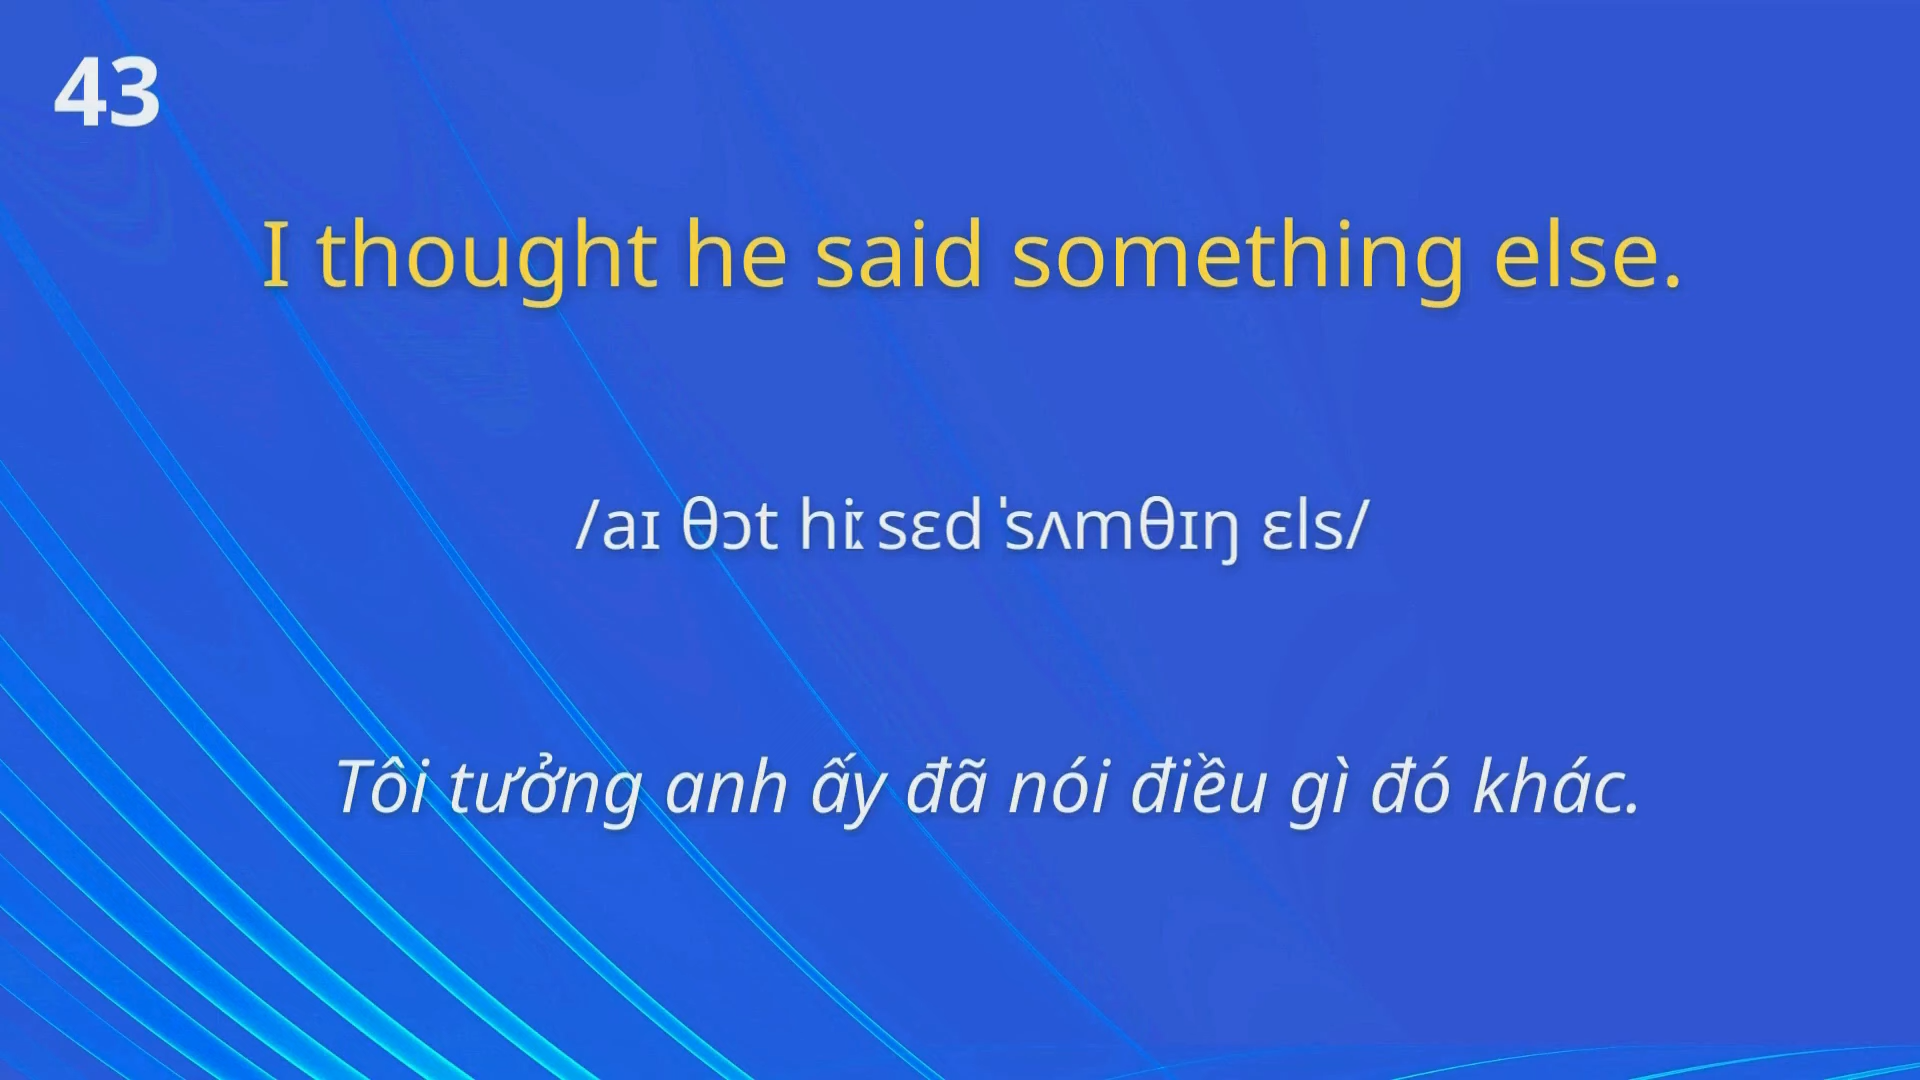 43
I thought he said something else.
/aɪ θɔt hiː sɛd ˈsʌmθɪŋ ɛls/
Tôi tưởng anh ấy đã nói điều gì đó khác.